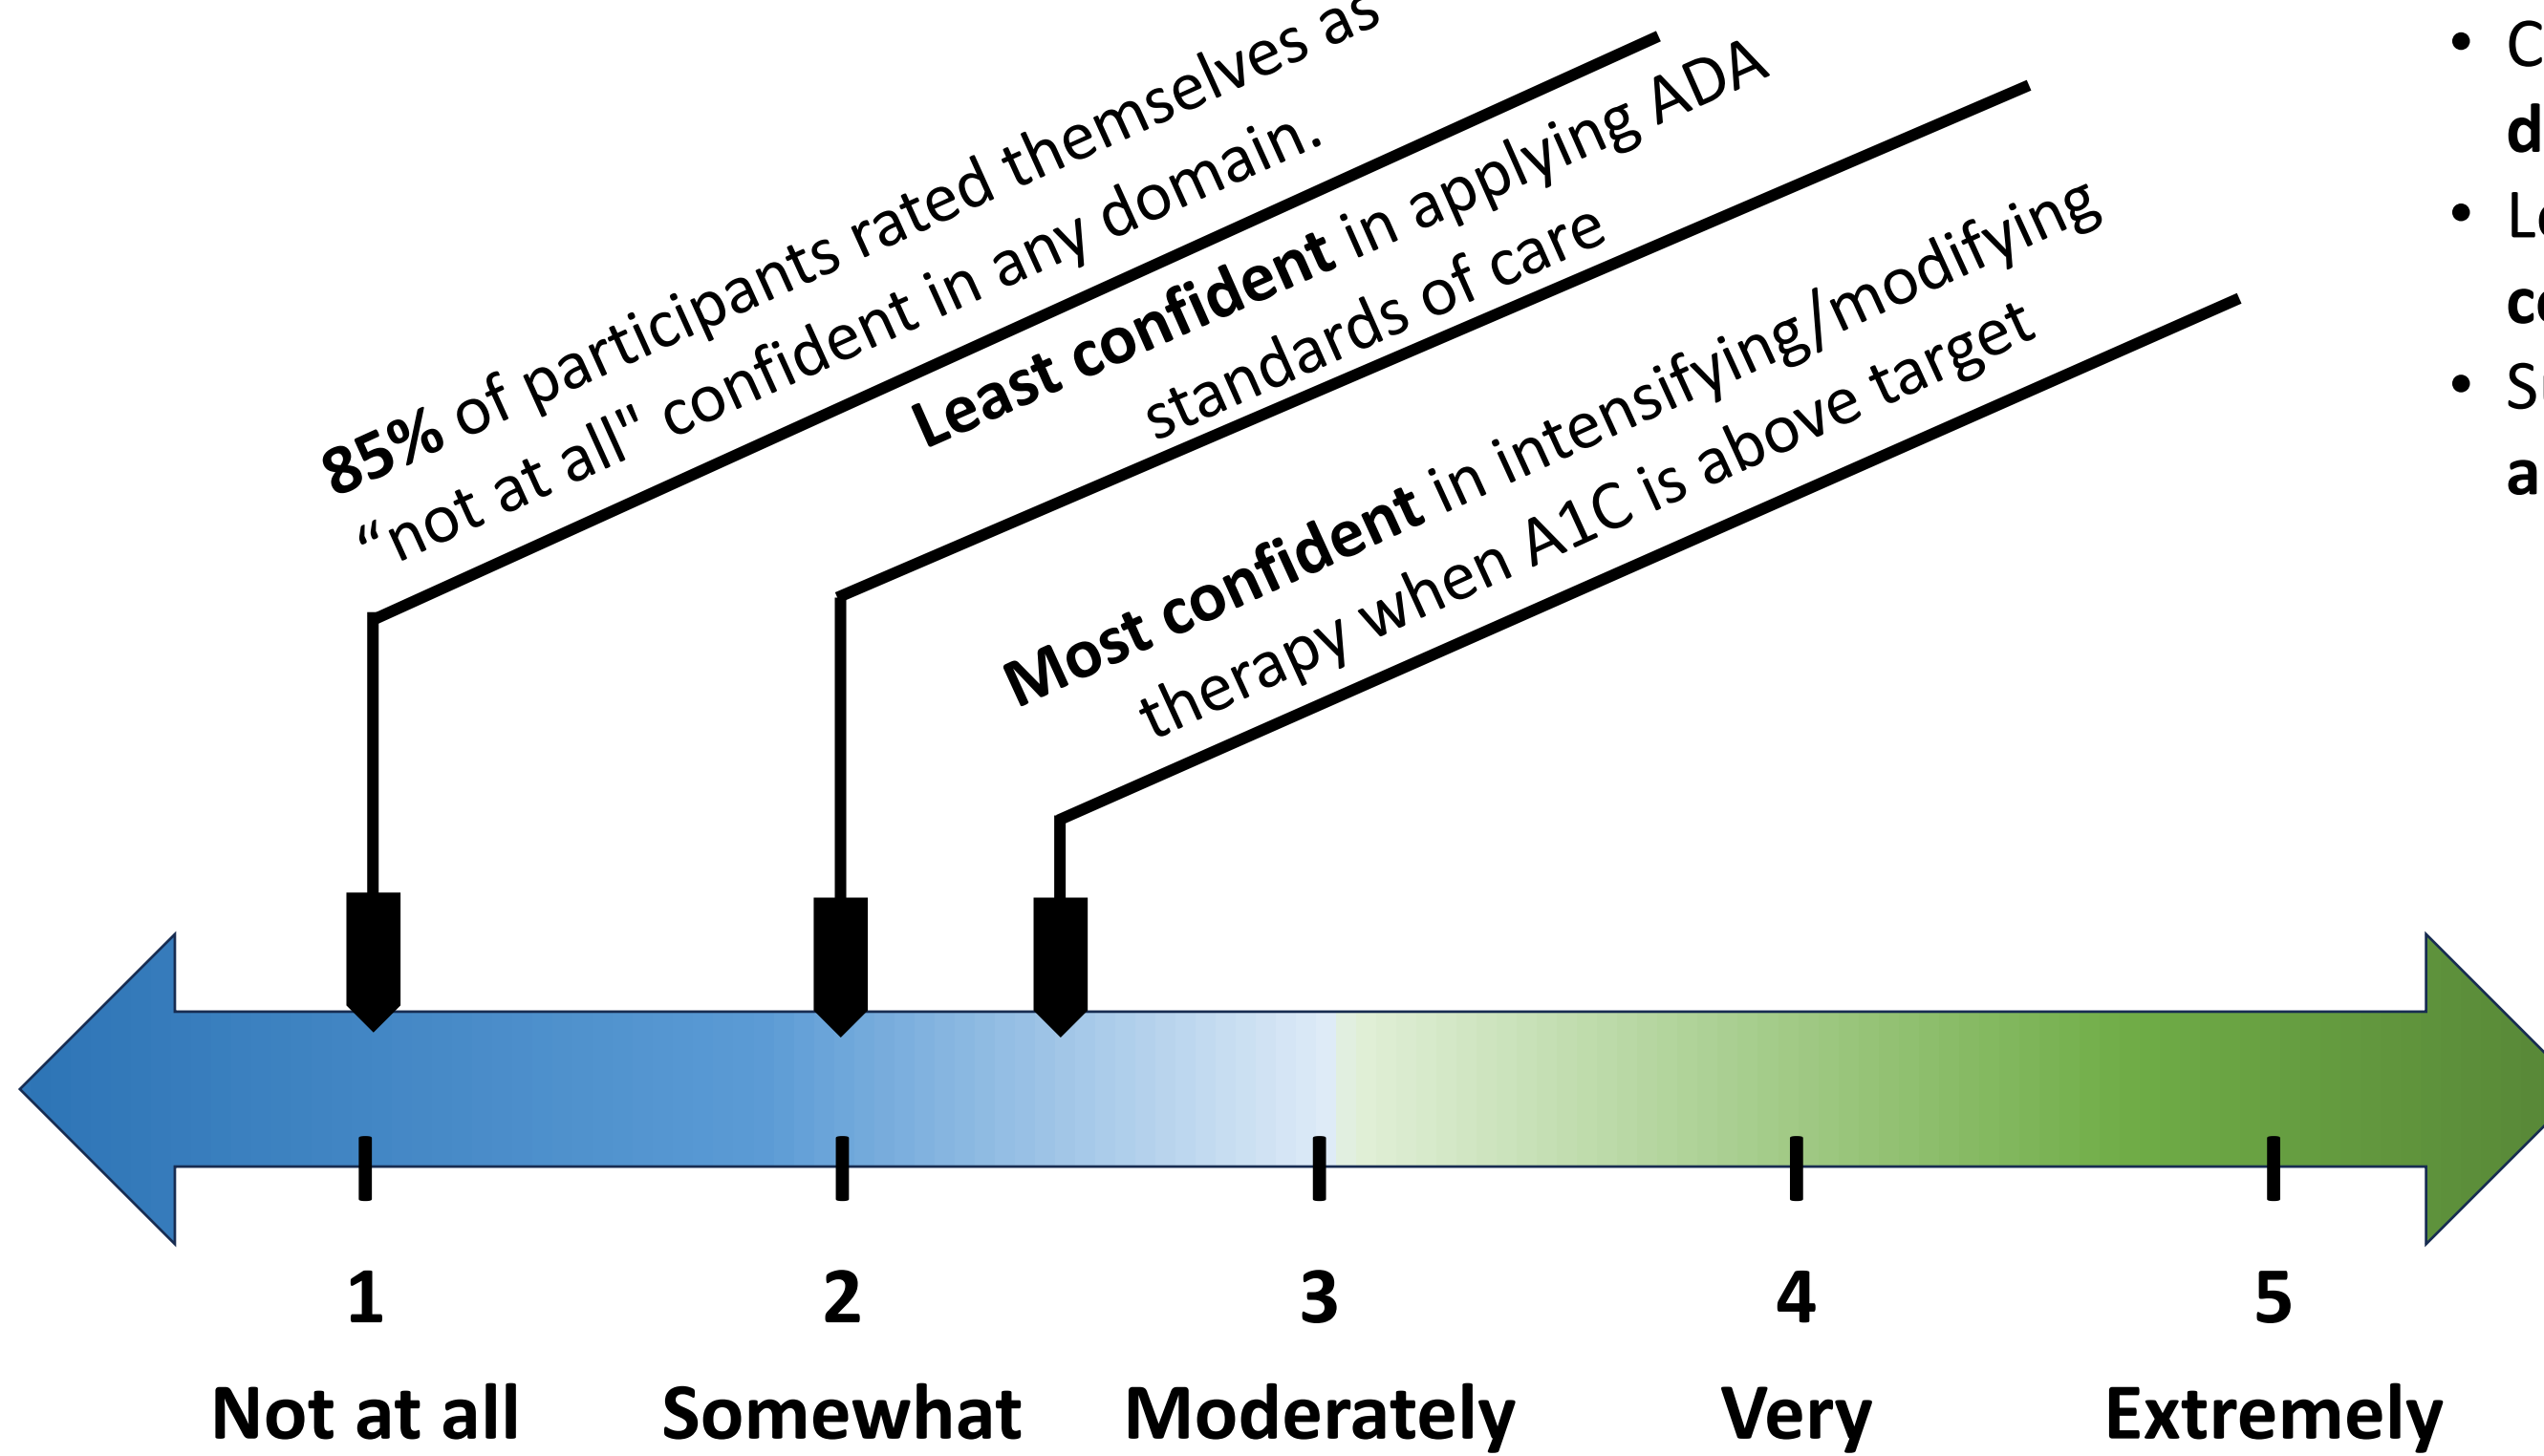 85% of participants rated themselves as
“not at all" confident in any domain.
Least confident in applying ADA
standards of care
Most confident in intensifying/modifying
therapy when A1C is above target
1
2
3
4
5
Not at all
Somewhat
Moderately
Very
Extremely